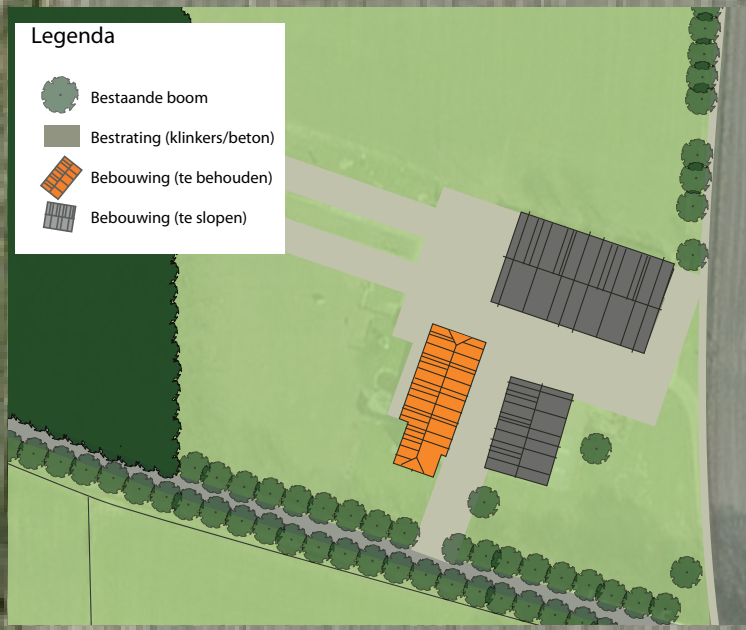 Legenda
Bestaande boom
Bestrating (klinkers/beton)
Bebouwing (te behouden)
Bebouwing (te slopen)